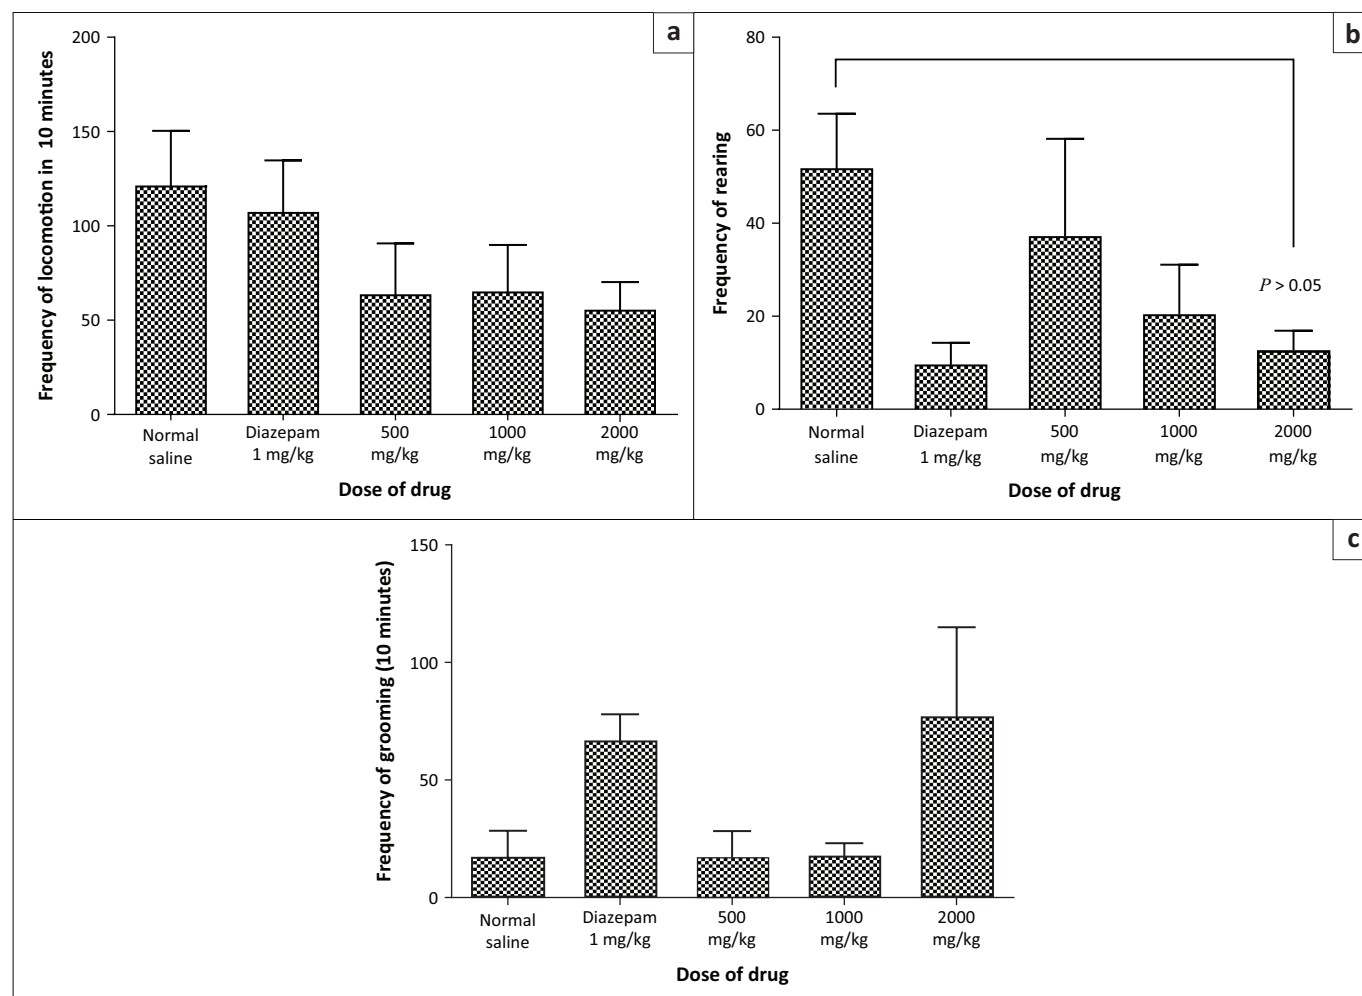 a
Frequency of locomotion in 10 minutes
200
150
100
50
0
Normal saline
Diazepam 1 mg/kg
500 mg/kg
1000 mg/kg
2000 mg/kg
Dose of drug
b
Frequency of rearing
80
60
40
20
0
P > 0.05
Normal saline
Diazepam 1 mg/kg
500 mg/kg
1000 mg/kg
2000 mg/kg
Dose of drug
c
Frequency of grooming (10 minutes)
150
100
50
0
Normal saline
Diazepam 1 mg/kg
500 mg/kg
1000 mg/kg
2000 mg/kg
Dose of drug